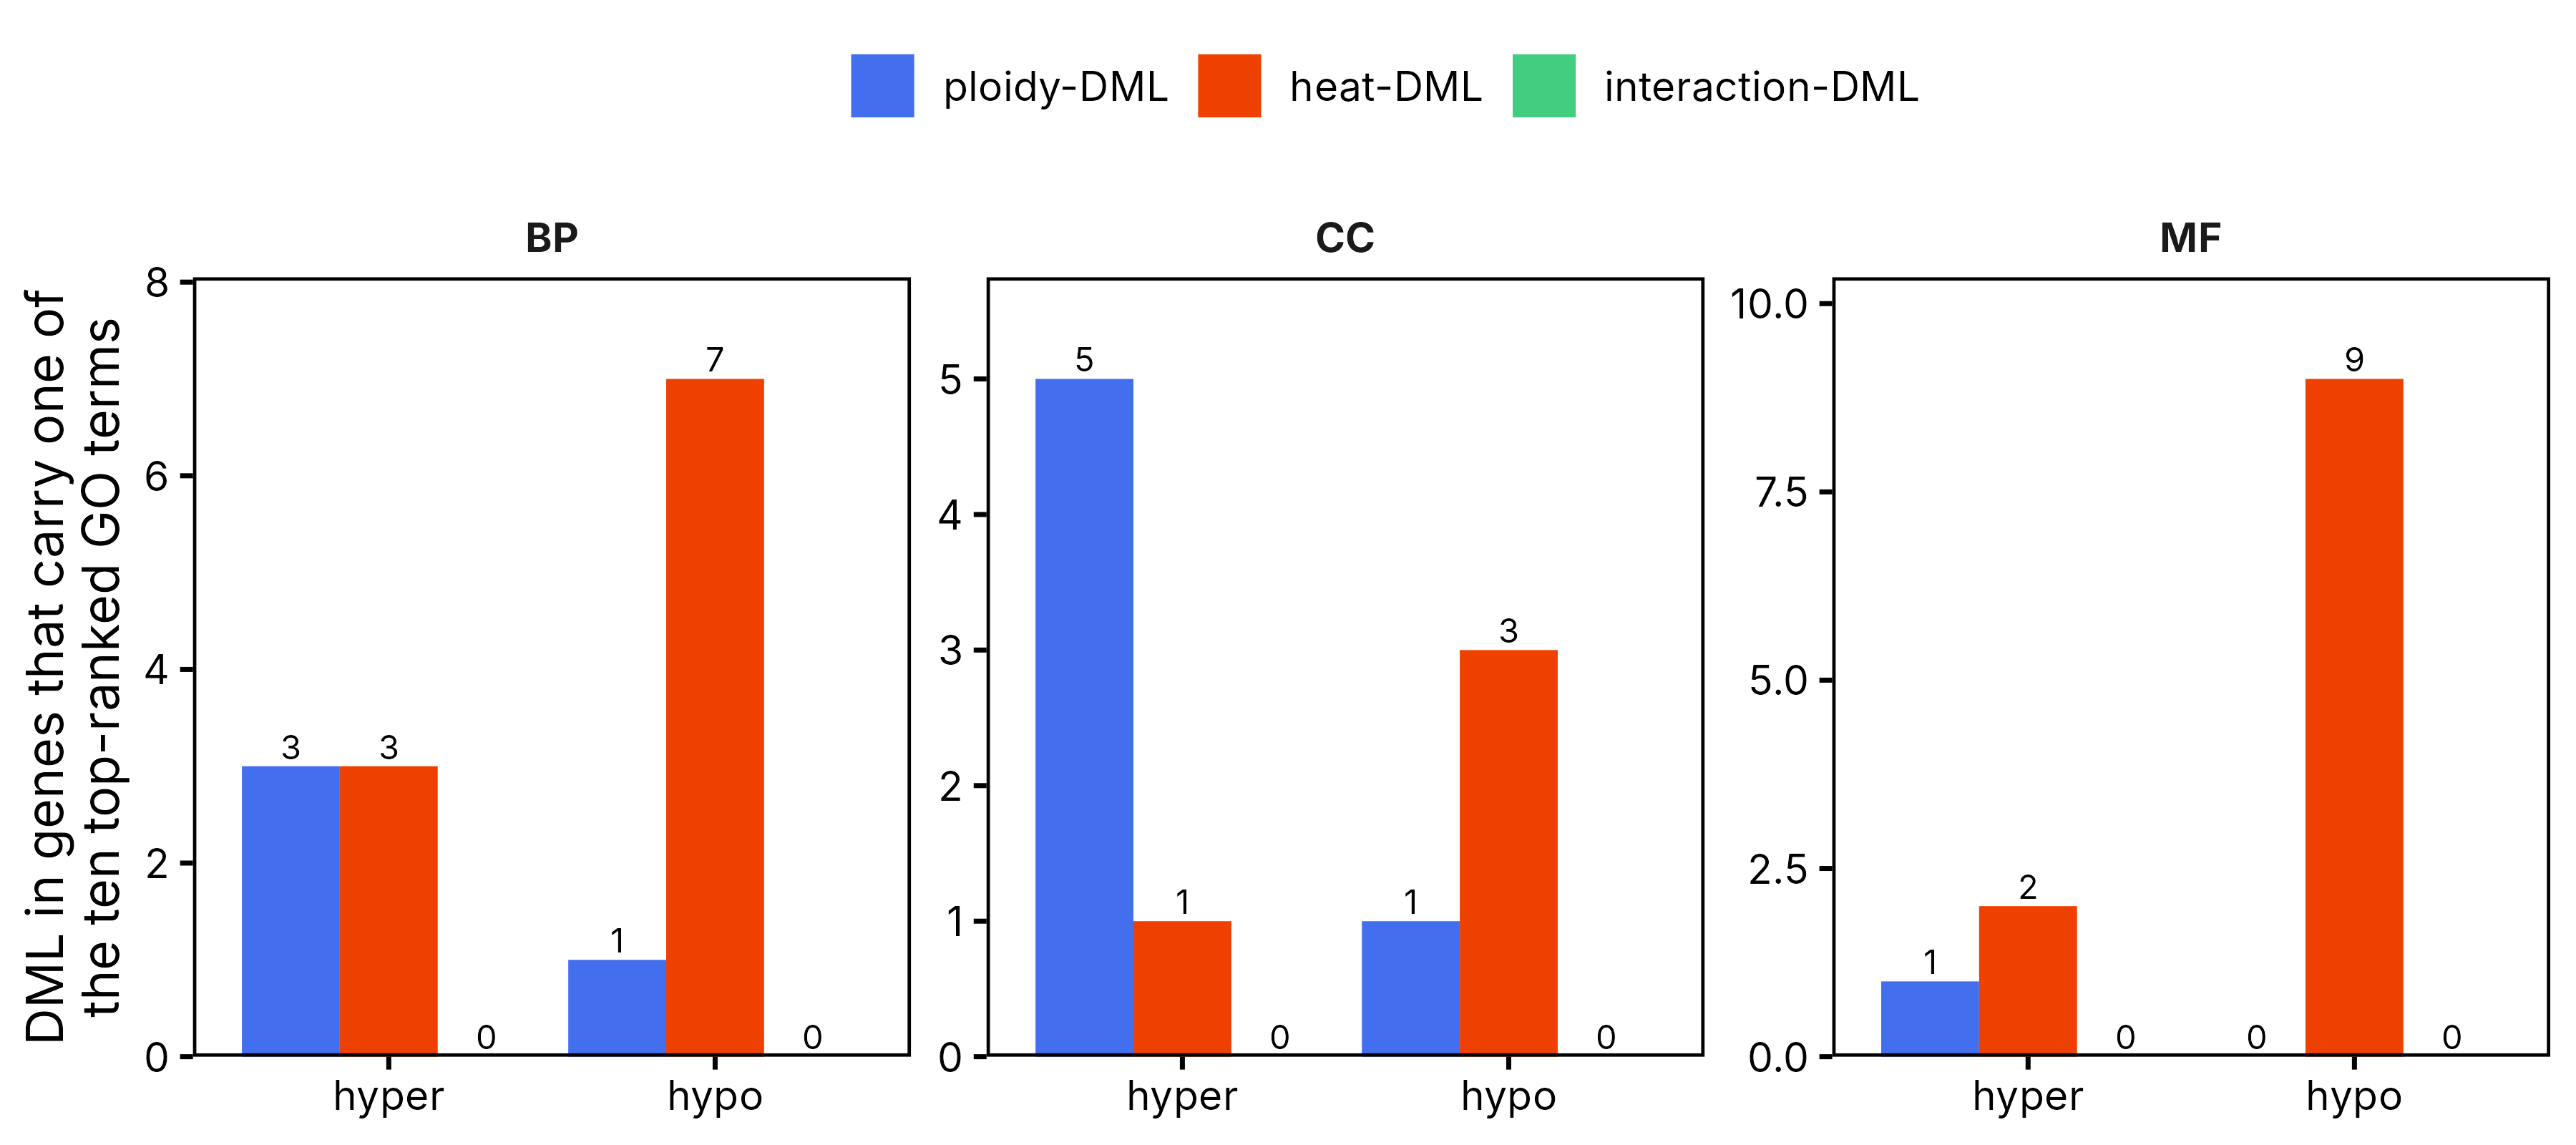 ploidy-DML heat-DML interaction-DML
BP CC MF
DML in genes that carry one of
the ten top-ranked GO terms
8
6
4
2
0
3 3 0 1 7 0
hyper hypo
5
4
3
2
1
0
5 1 0 1 3 0
hyper hypo
10.0
7.5
5.0
2.5
0.0
1 2 0 0 9 0
hyper hypo